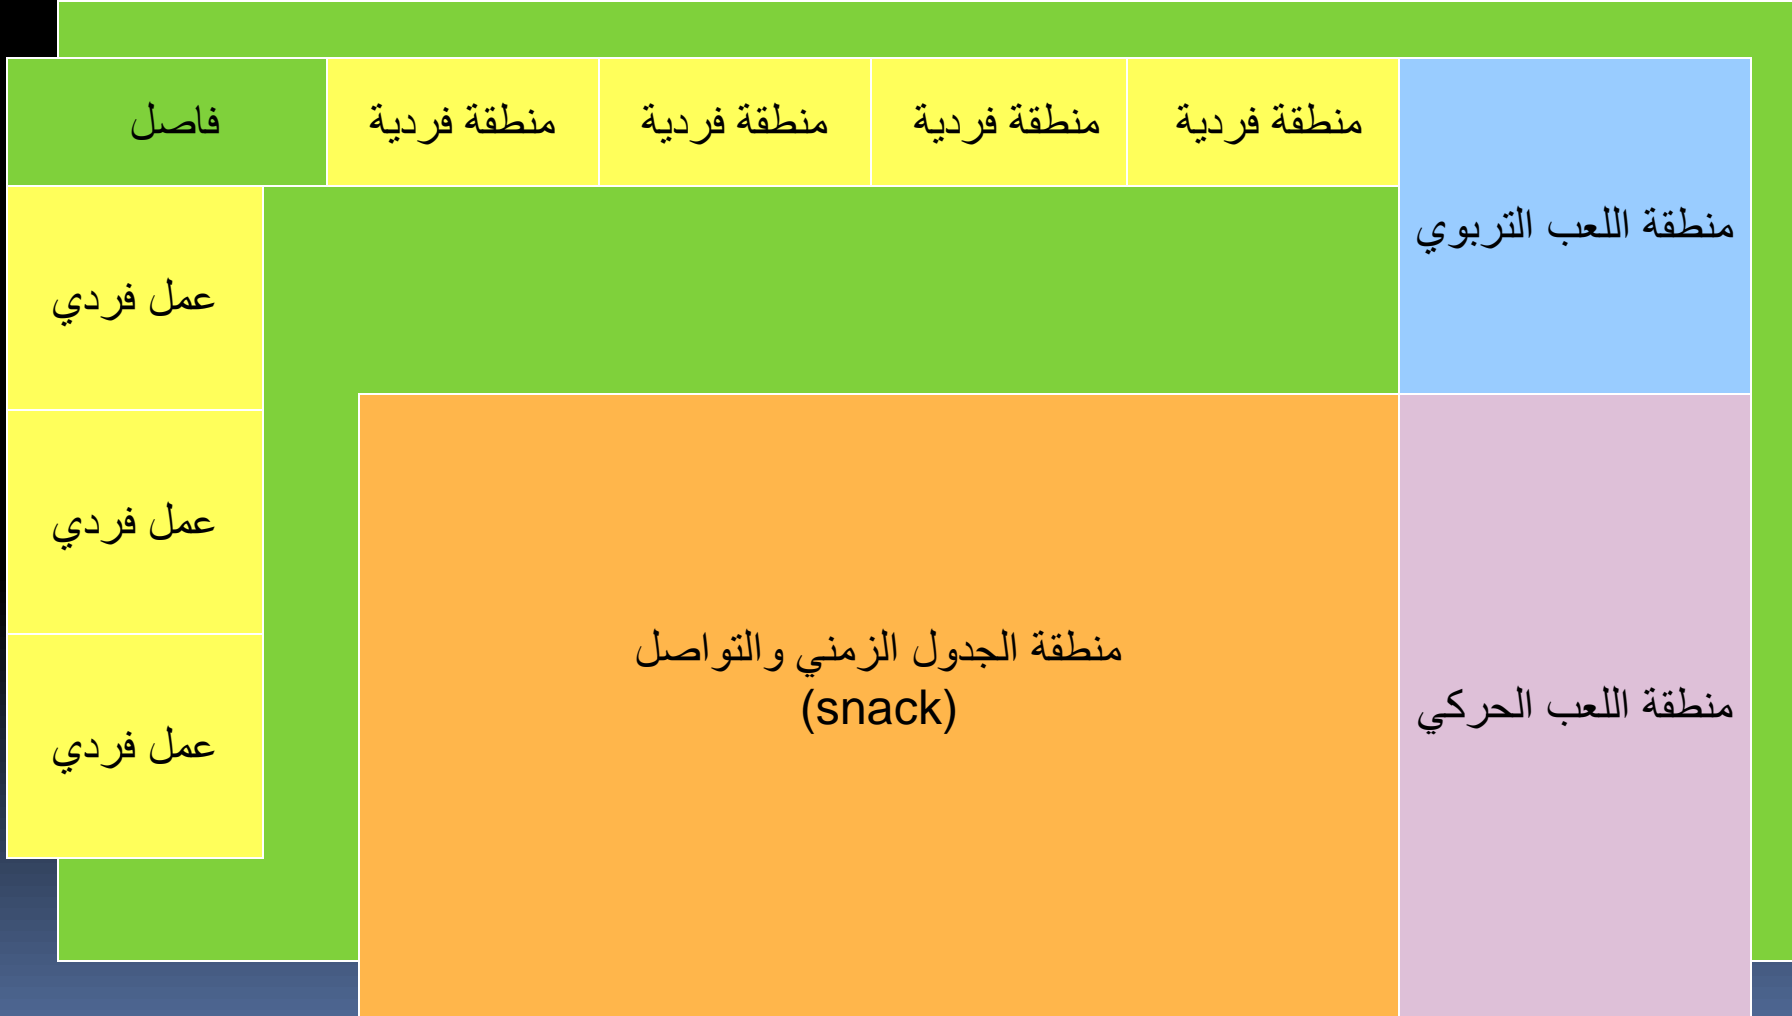 منطقة فردية
منطقة فردية
منطقة فردية
منطقة فردية
فاصل
منطقة اللعب التربوي
عمل فردي
عمل فردي
منطقة الجدول الزمني والتواصل
(snack)
منطقة اللعب الحركي
عمل فردي